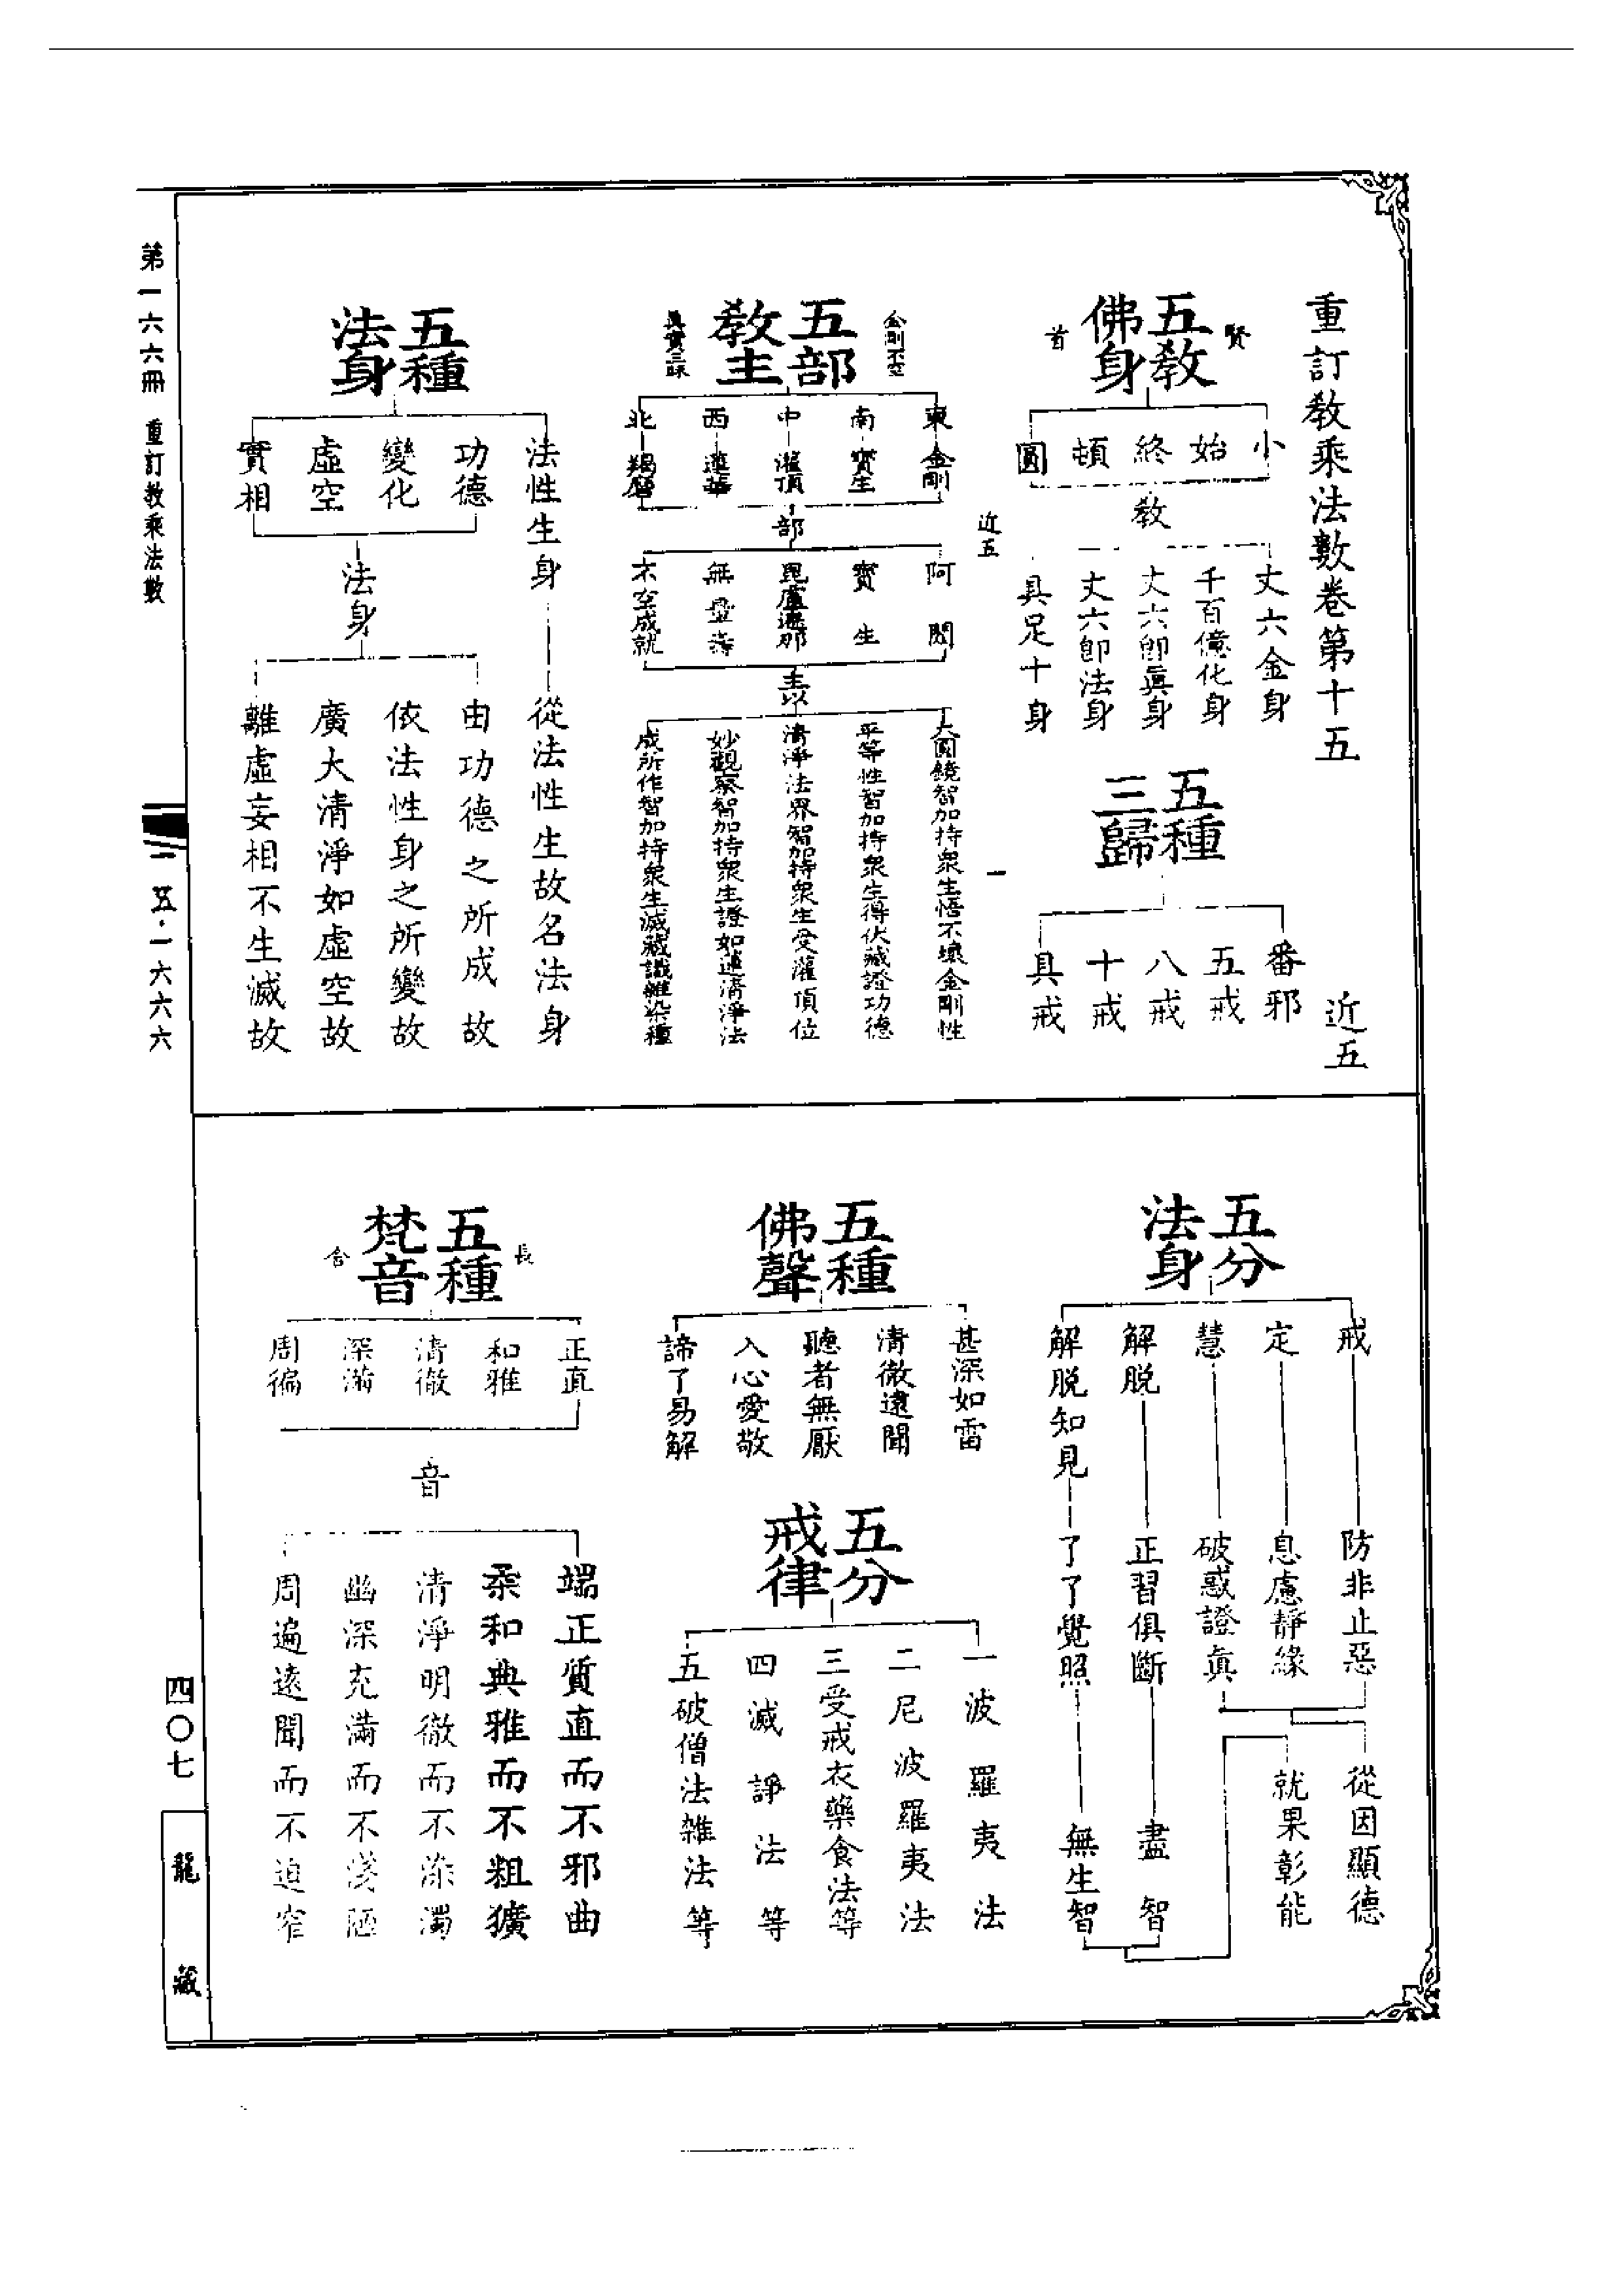 重訂教乘法數卷第十五
近五
五教佛身
賢首
小
始
終
頓
圓
教
丈六金身
千百億化身
丈六卽眞身
丈六卽法身
具足十身
五種三歸
番邪
五戒
八戒
十戒
具戒
近五
一
五部教主
金剛不空
眞實三昧
東金剛
南寶生
中灌頂
西蓮華
北羯磨
部
阿閦
寶生
毘盧遮那
無量壽
不空成就
主以
大圓鏡智加持衆生悟不壞金剛性
平等性智加持衆生得伏藏證功德
清淨法界智加持衆生受灌頂位
妙觀察智加持衆生證如蓮清淨法
成所作智加持衆生滅藏識雜染種
五種法身
法性生身
功德
變化
虛空
實相
法身
從法性生故名法身
由功德之所成故
依法性身之所變故
廣大清淨如虛空故
離虛妄相不生滅故
五分法身
戒
定
慧
解脫
解脫知見
防非止惡
息慮靜緣
破惑證眞
正習俱斷
了了覺照
從因顯德
就果彰能
盡智
無生智
五種佛聲
甚深如雷
清徹遠聞
聽者無厭
入心愛敬
諦了易解
五分戒律
一波羅夷法
二尼波羅夷法
三受戒衣藥食法等
四滅諍法等
五破僧法雜法等
五種梵音
長含
正直
和雅
清徹
深滿
周徧
音
端正質直而不邪曲
柔和典雅而不粗獷
清淨明徹而不涤濁
幽深充滿而不淺陋
周遍遠聞而不迫窄
第一六六冊 重訂教乘法數
一五·一六六六
四〇七
龍藏